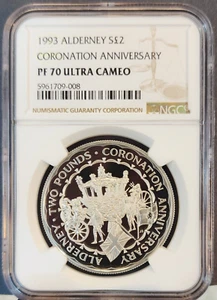 1993 ALDERNEY S£2
CORONATION ANNIVERSARY
PF 70 ULTRA CAMEO
5961709-008
NUMISMATIC GUARANTY CORPORATION
NGC
ALDERNEY TWO POUNDS · CORONATION ANNIVERSARY